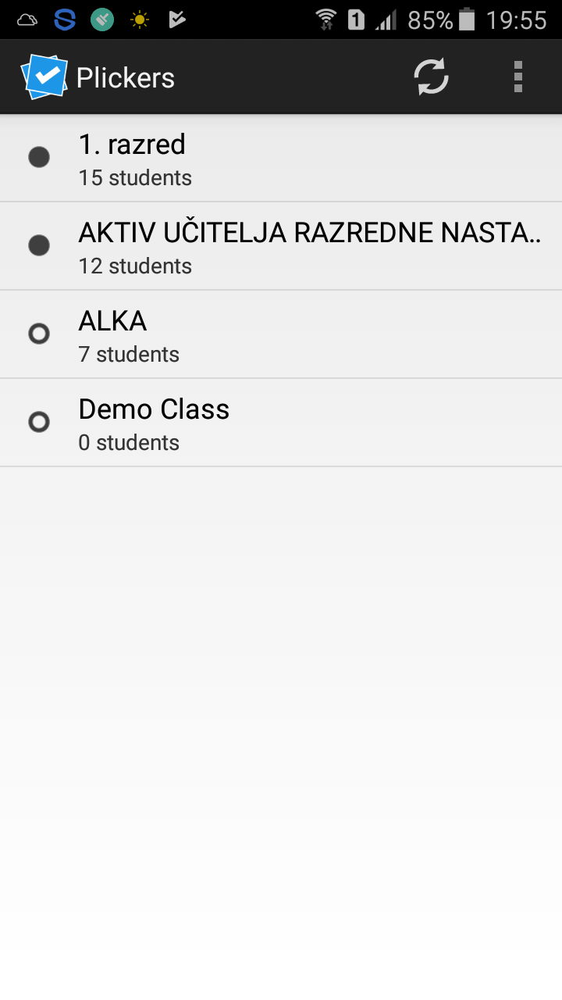 1 85% 19:55
Plickers
1. razred
15 students
AKTIV UČITELJA RAZREDNE NASTA..
12 students
ALKA
7 students
Demo Class
0 students